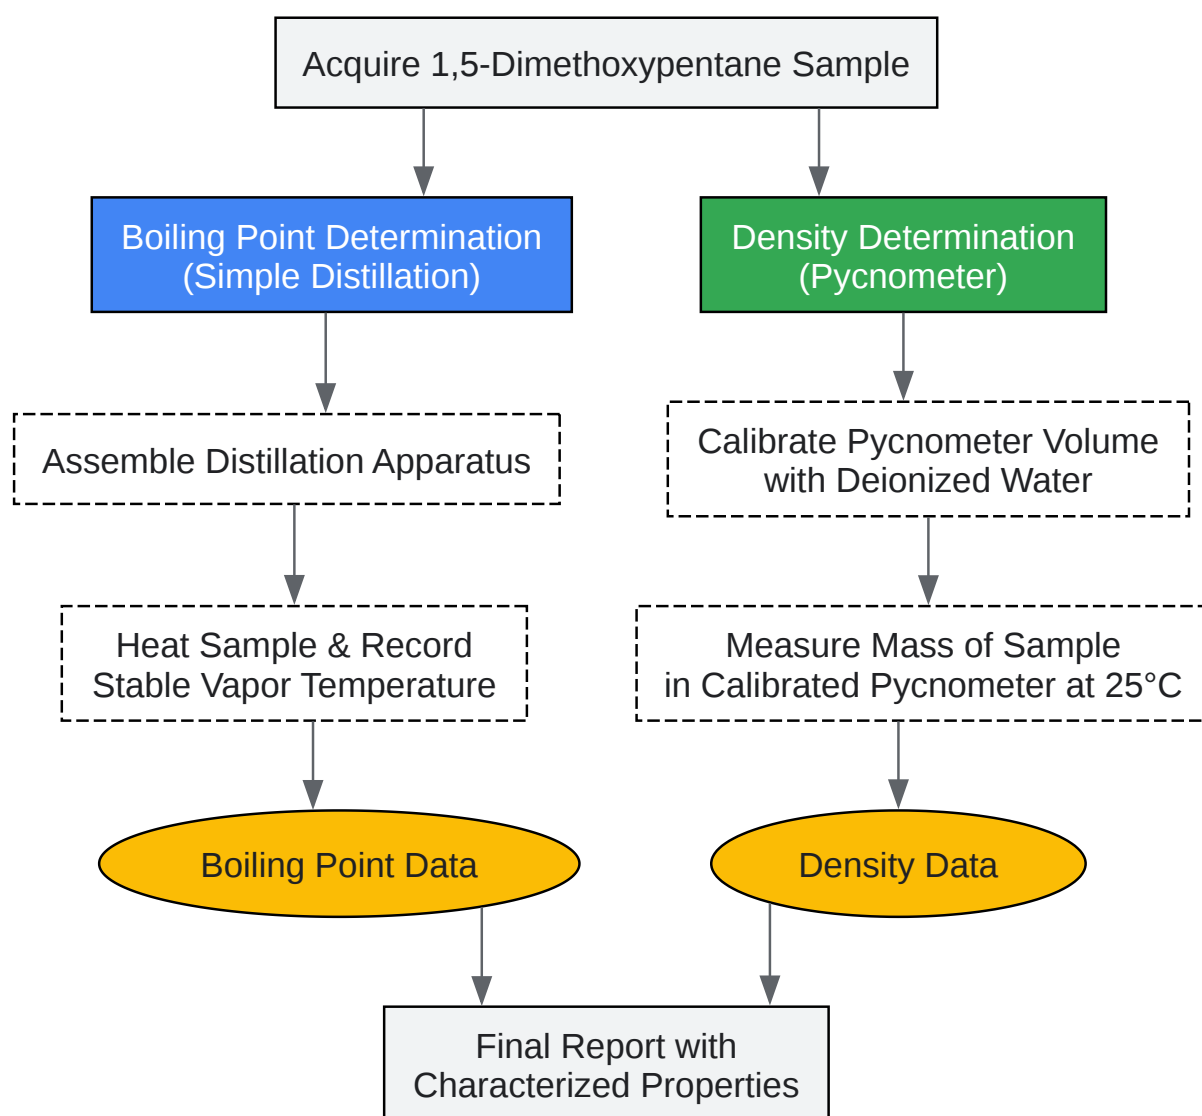 Acquire 1,5-Dimethoxypentane Sample
Boiling Point Determination
(Simple Distillation)
Density Determination
(Pycnometer)
Assemble Distillation Apparatus
Calibrate Pycnometer Volume
with Deionized Water
Heat Sample & Record
Stable Vapor Temperature
Measure Mass of Sample
in Calibrated Pycnometer at 25°C
Boiling Point Data
Density Data
Final Report with
Characterized Properties